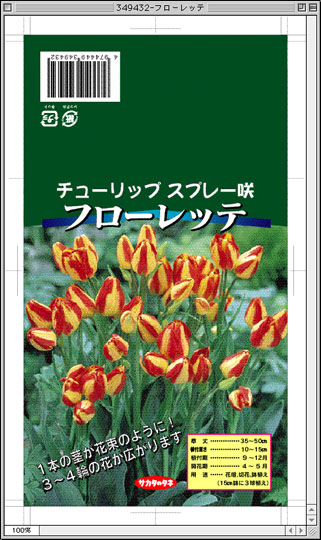 349432-フローレッテ
4 974449 349432
チューリップ スプレー咲
フローレッテ
1本の茎が花束のように!
3〜4輪の花が広がります
サカタのタネ
草丈………………35〜50cm
植付深さ…………10〜15cm
植付期……………9〜12月
開花期……………4〜5月
用途……花壇、切花、鉢植え
(15cm鉢に3球植え)
100%